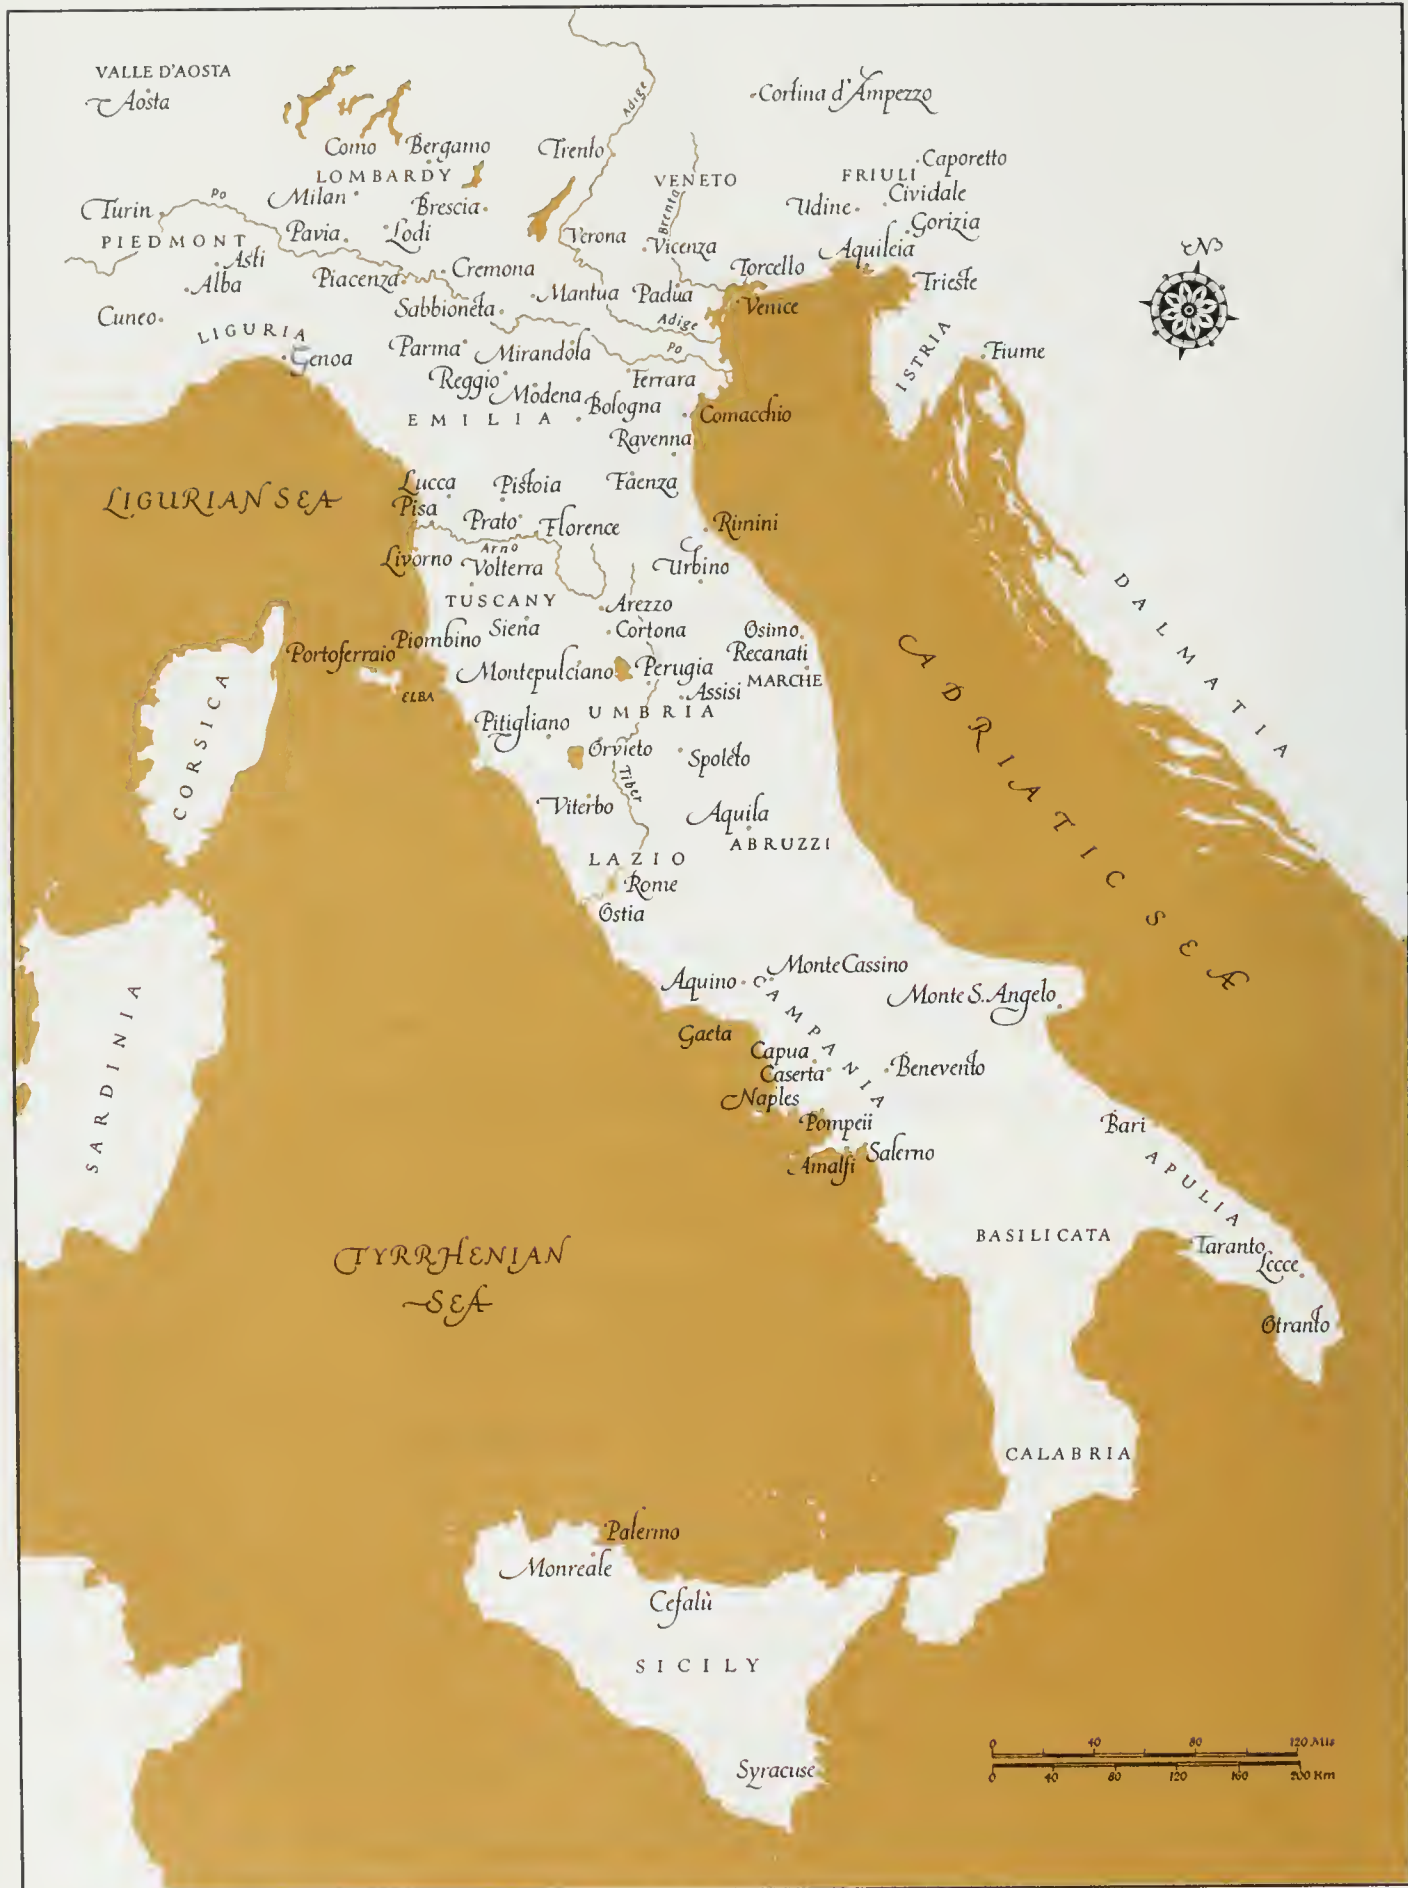 VALLE D'AOSTA
Aosta
Adige
Cortina d'Ampezzo
Como
Bergamo
Trento
Caporetto
LOMBARDY
VENETO
FRIULI
Po
Milan
Brescia
Brenta
Udine
Cividale
Turin
Gorizia
PIEDMONT
Pavia
Lodi
Verona
Vicenza
Aquileia
N
Asti
Alba
Piacenza
Cremona
Torcello
Trieste
Cuneo
Sabbioneta
Mantua
Padua
Venice
LIGURIA
Adige
ISTRIA
Genoa
Parma
Mirandola
Po
Fiume
Reggio
Modena
Ferrara
EMILIA
Bologna
Comacchio
Ravenna
LIGURIAN SEA
Lucca
Pistoia
Faenza
Pisa
Prato
Florence
Rimini
Arno
Livorno
Volterra
Urbino
DALMATIA
TUSCANY
Arezzo
Siena
Cortona
Osimo
Piombino
Portoferraio
Recanati
Montepulciano
Perugia
MARCHE
ELBA
Assisi
ADRIATIC SEA
CORSICA
Pitigliano
UMBRIA
Orvieto
Spoleto
Tiber
Viterbo
Aquila
ABRUZZI
LAZIO
Rome
Ostia
SARDINIA
Aquino
Monte Cassino
CAMPANIA
Monte S. Angelo
Gaeta
Capua
Caserta
Benevento
Naples
Pompeii
Bari
Salerno
Amalfi
APULIA
BASILICATA
Taranto
Lecce
TYRRHENIAN
SEA
Otranto
CALABRIA
Palermo
Monreale
Cefalù
SICILY
Syracuse
0 40 80 120 Mls
0 40 80 120 160 200 Km